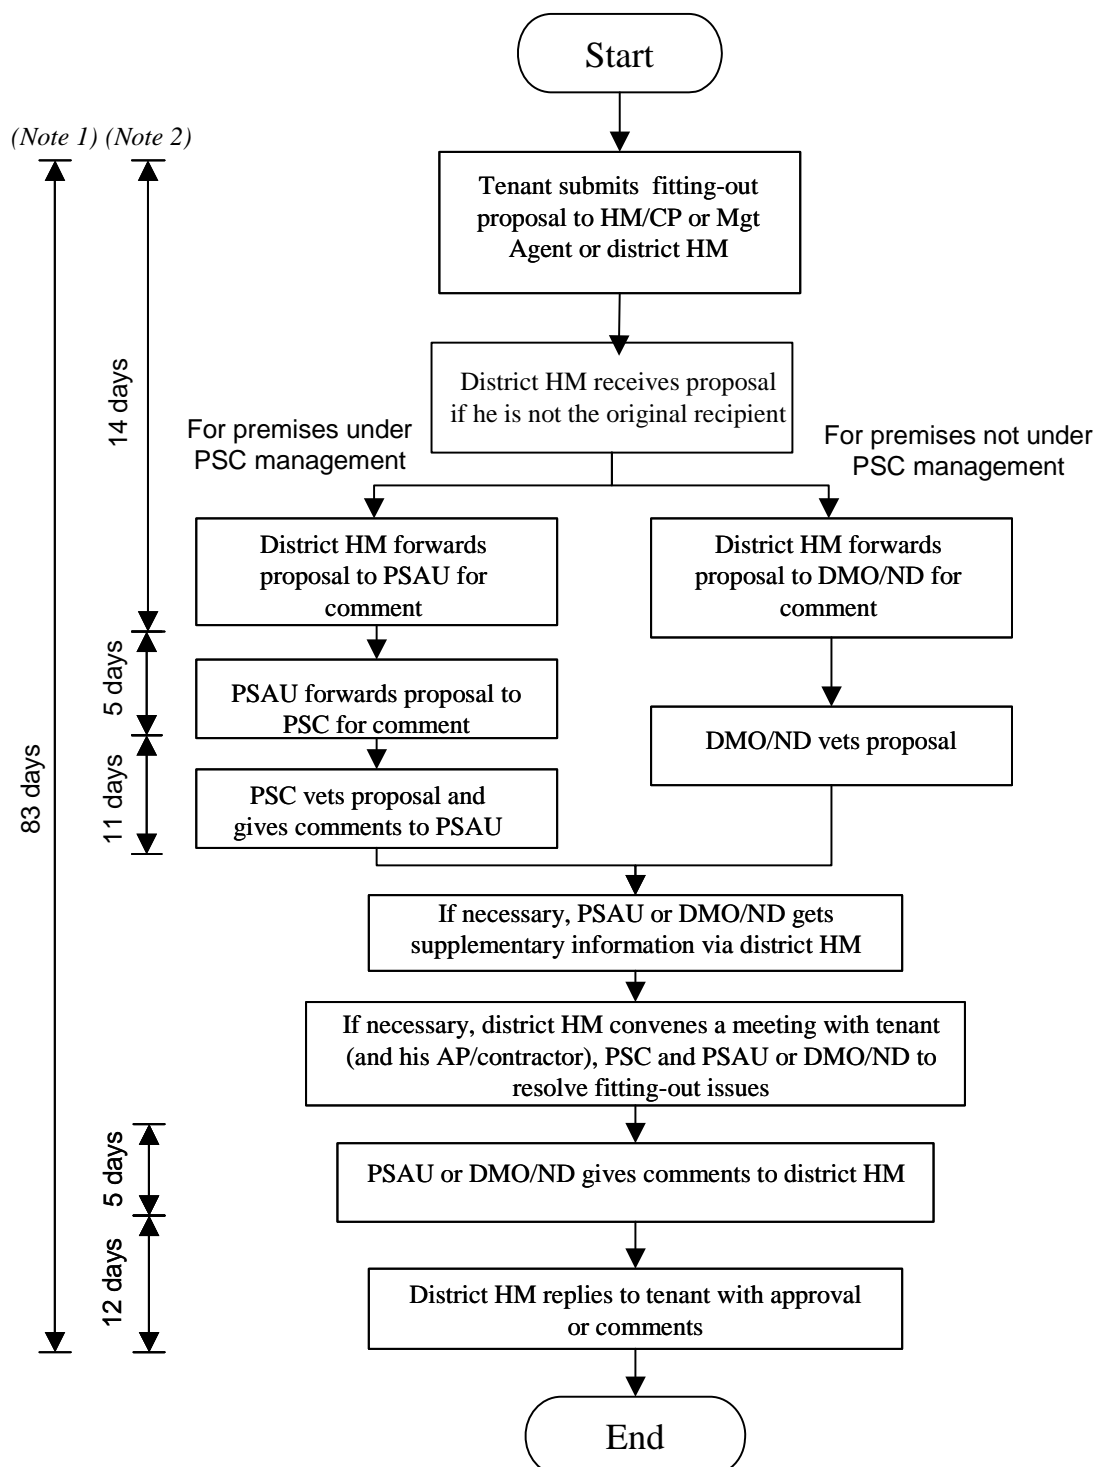 Start
(Note 1) (Note 2)
Tenant submits fitting-out
proposal to HM/CP or Mgt
Agent or district HM
District HM receives proposal
if he is not the original recipient
14 days
For premises under
PSC management
For premises not under
PSC management
District HM forwards
proposal to PSAU for
comment
District HM forwards
proposal to DMO/ND for
comment
5 days
PSAU forwards proposal to
PSC for comment
DMO/ND vets proposal
83 days
11 days
PSC vets proposal and
gives comments to PSAU
If necessary, PSAU or DMO/ND gets
supplementary information via district HM
If necessary, district HM convenes a meeting with tenant
(and his AP/contractor), PSC and PSAU or DMO/ND to
resolve fitting-out issues
5 days
PSAU or DMO/ND gives comments to district HM
12 days
District HM replies to tenant with approval
or comments
End